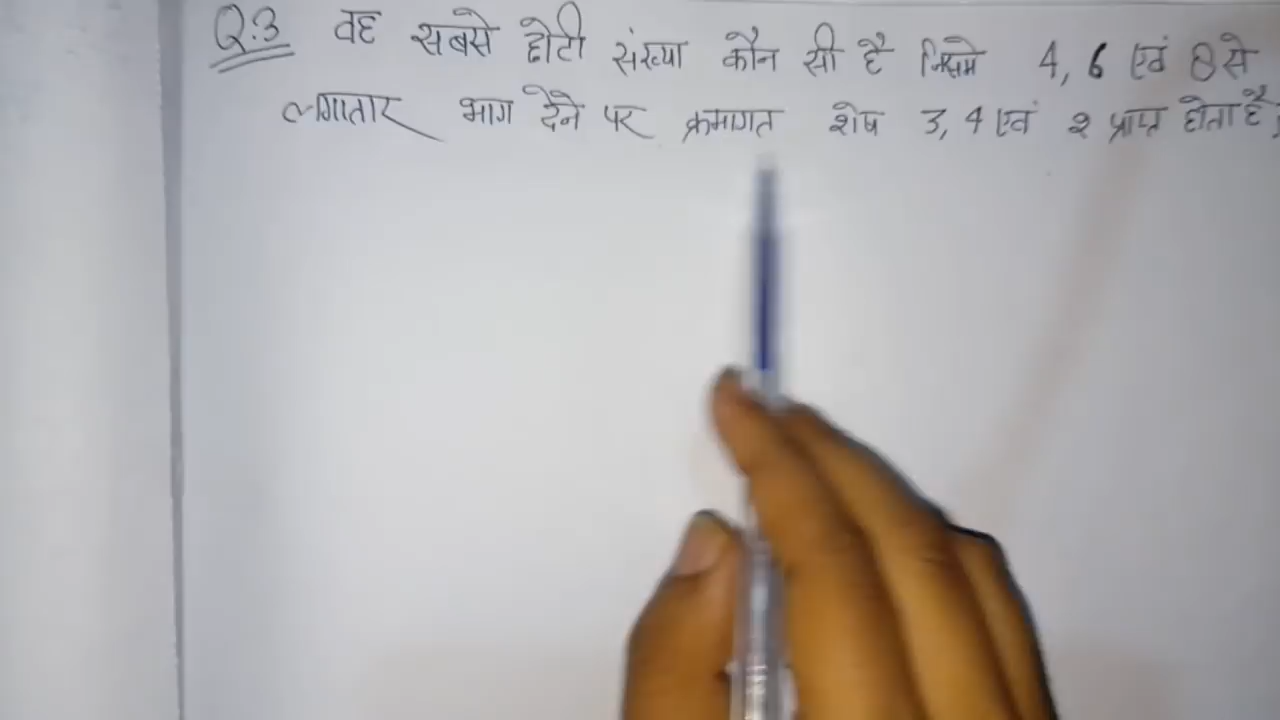 Q.3 वह सबसे छोटी संख्या कौन सी है जिसमे 4, 6 एवं 8 से
लगातार भाग देने पर क्रमागत शेष 3, 4 एवं 2 प्राप्त होता है,